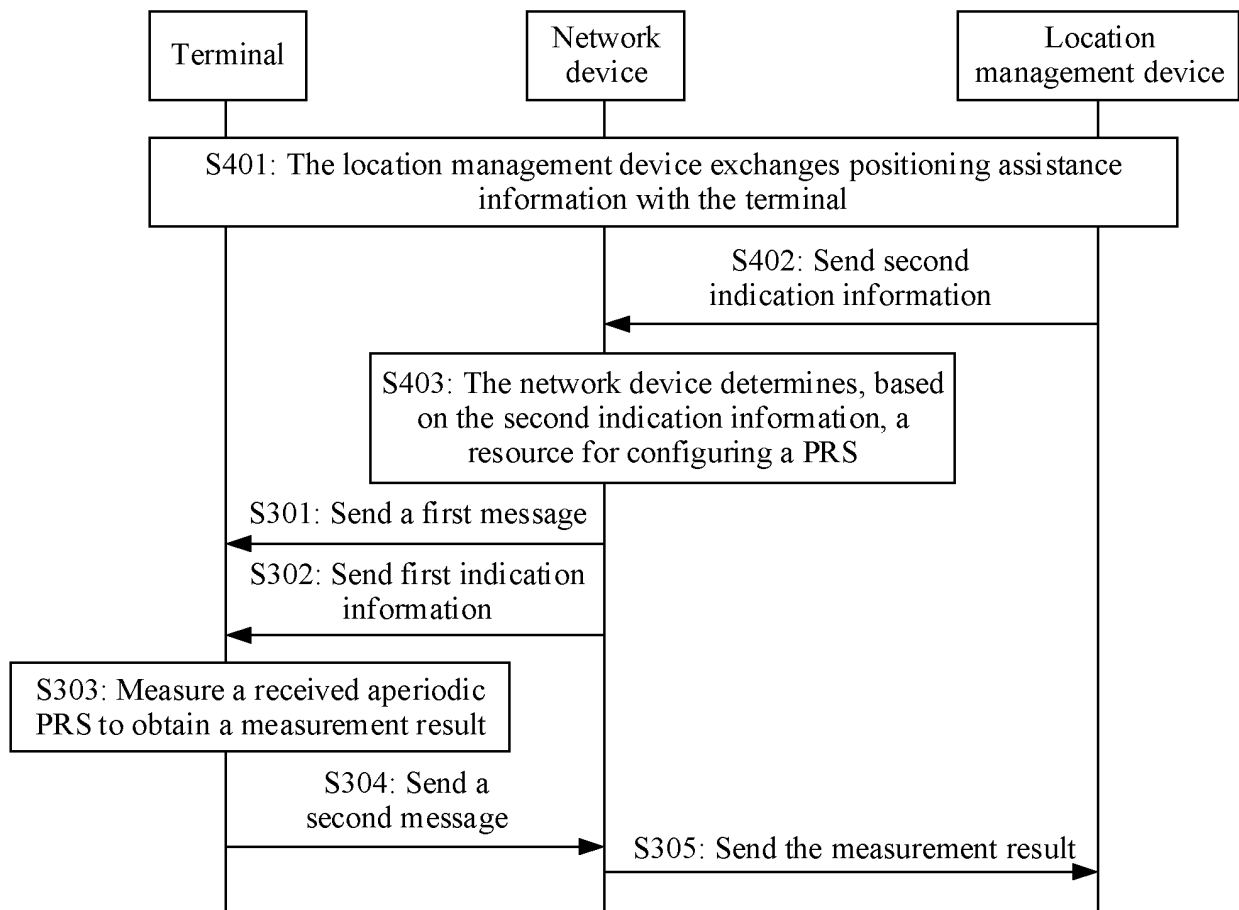 Terminal
Network
device
Location
management device
S401: The location management device exchanges positioning assistance
information with the terminal
S402: Send second
indication information
S403: The network device determines, based
on the second indication information, a
resource for configuring a PRS
S301: Send a first message
S302: Send first indication
information
S303: Measure a received aperiodic
PRS to obtain a measurement result
S304: Send a
second message
S305: Send the measurement result